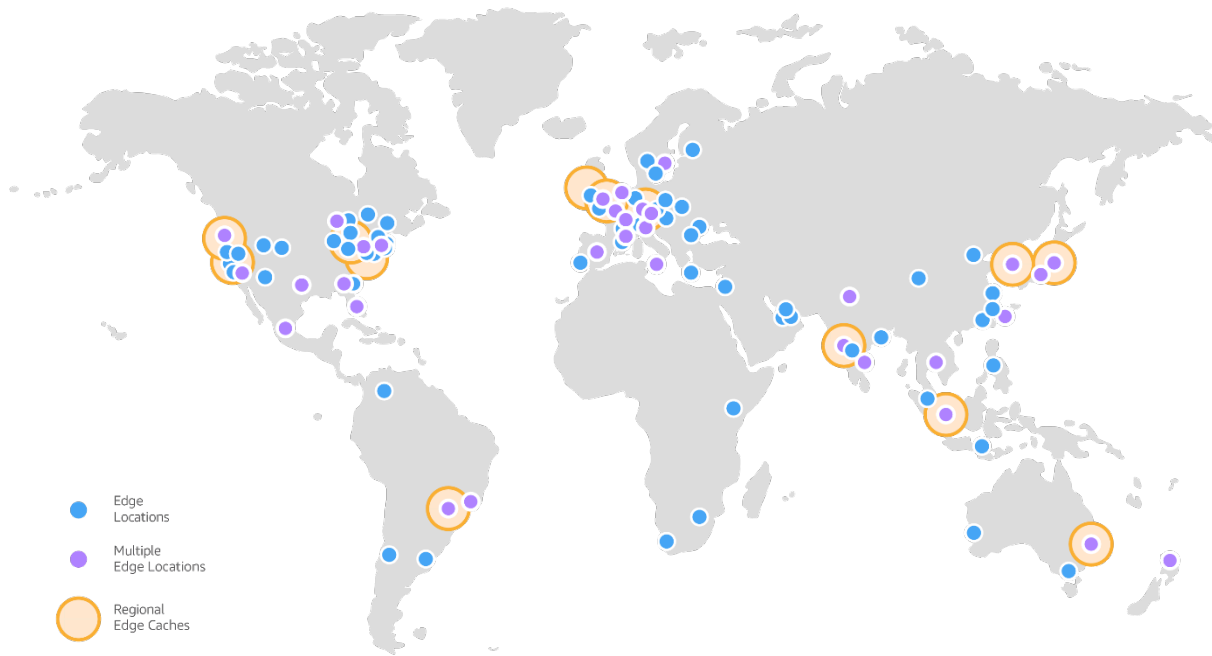 Edge
Locations
Multiple
Edge Locations
Regional
Edge Caches